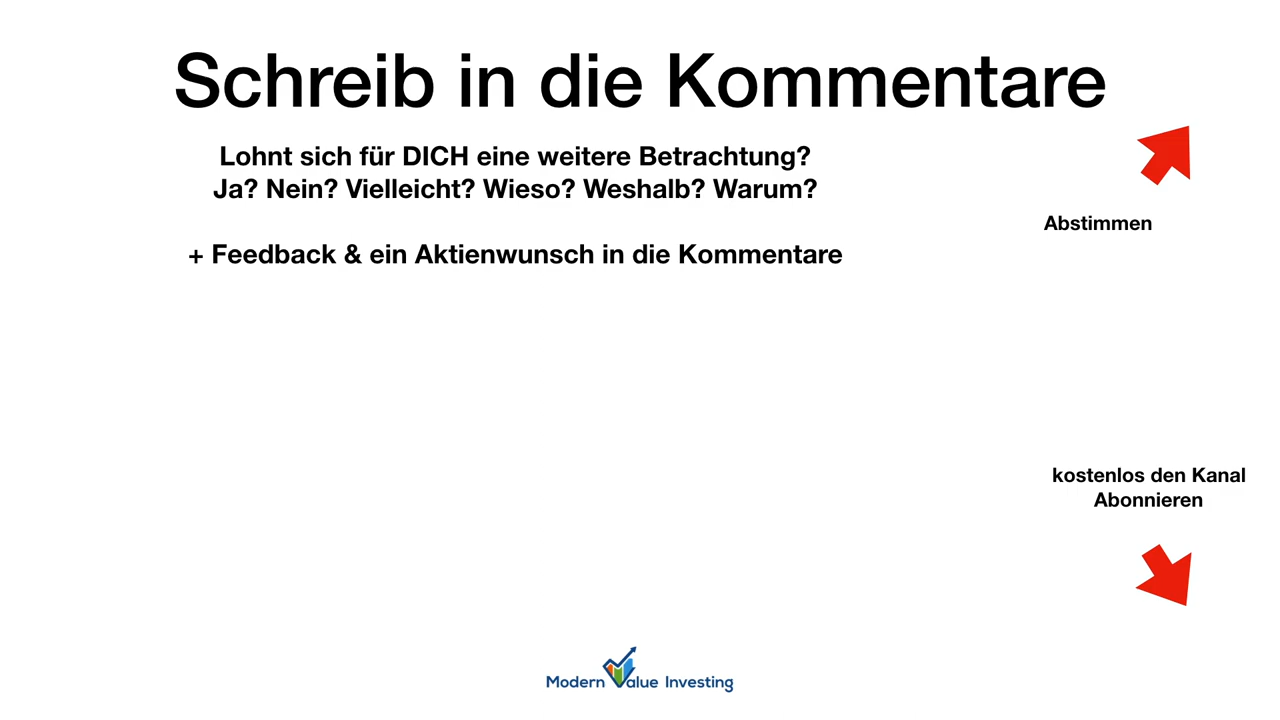 Schreib in die Kommentare
Lohnt sich für DICH eine weitere Betrachtung?
Ja? Nein? Vielleicht? Wieso? Weshalb? Warum?
Abstimmen
+ Feedback & ein Aktienwunsch in die Kommentare
kostenlos den Kanal
Abonnieren
Modern Value Investing